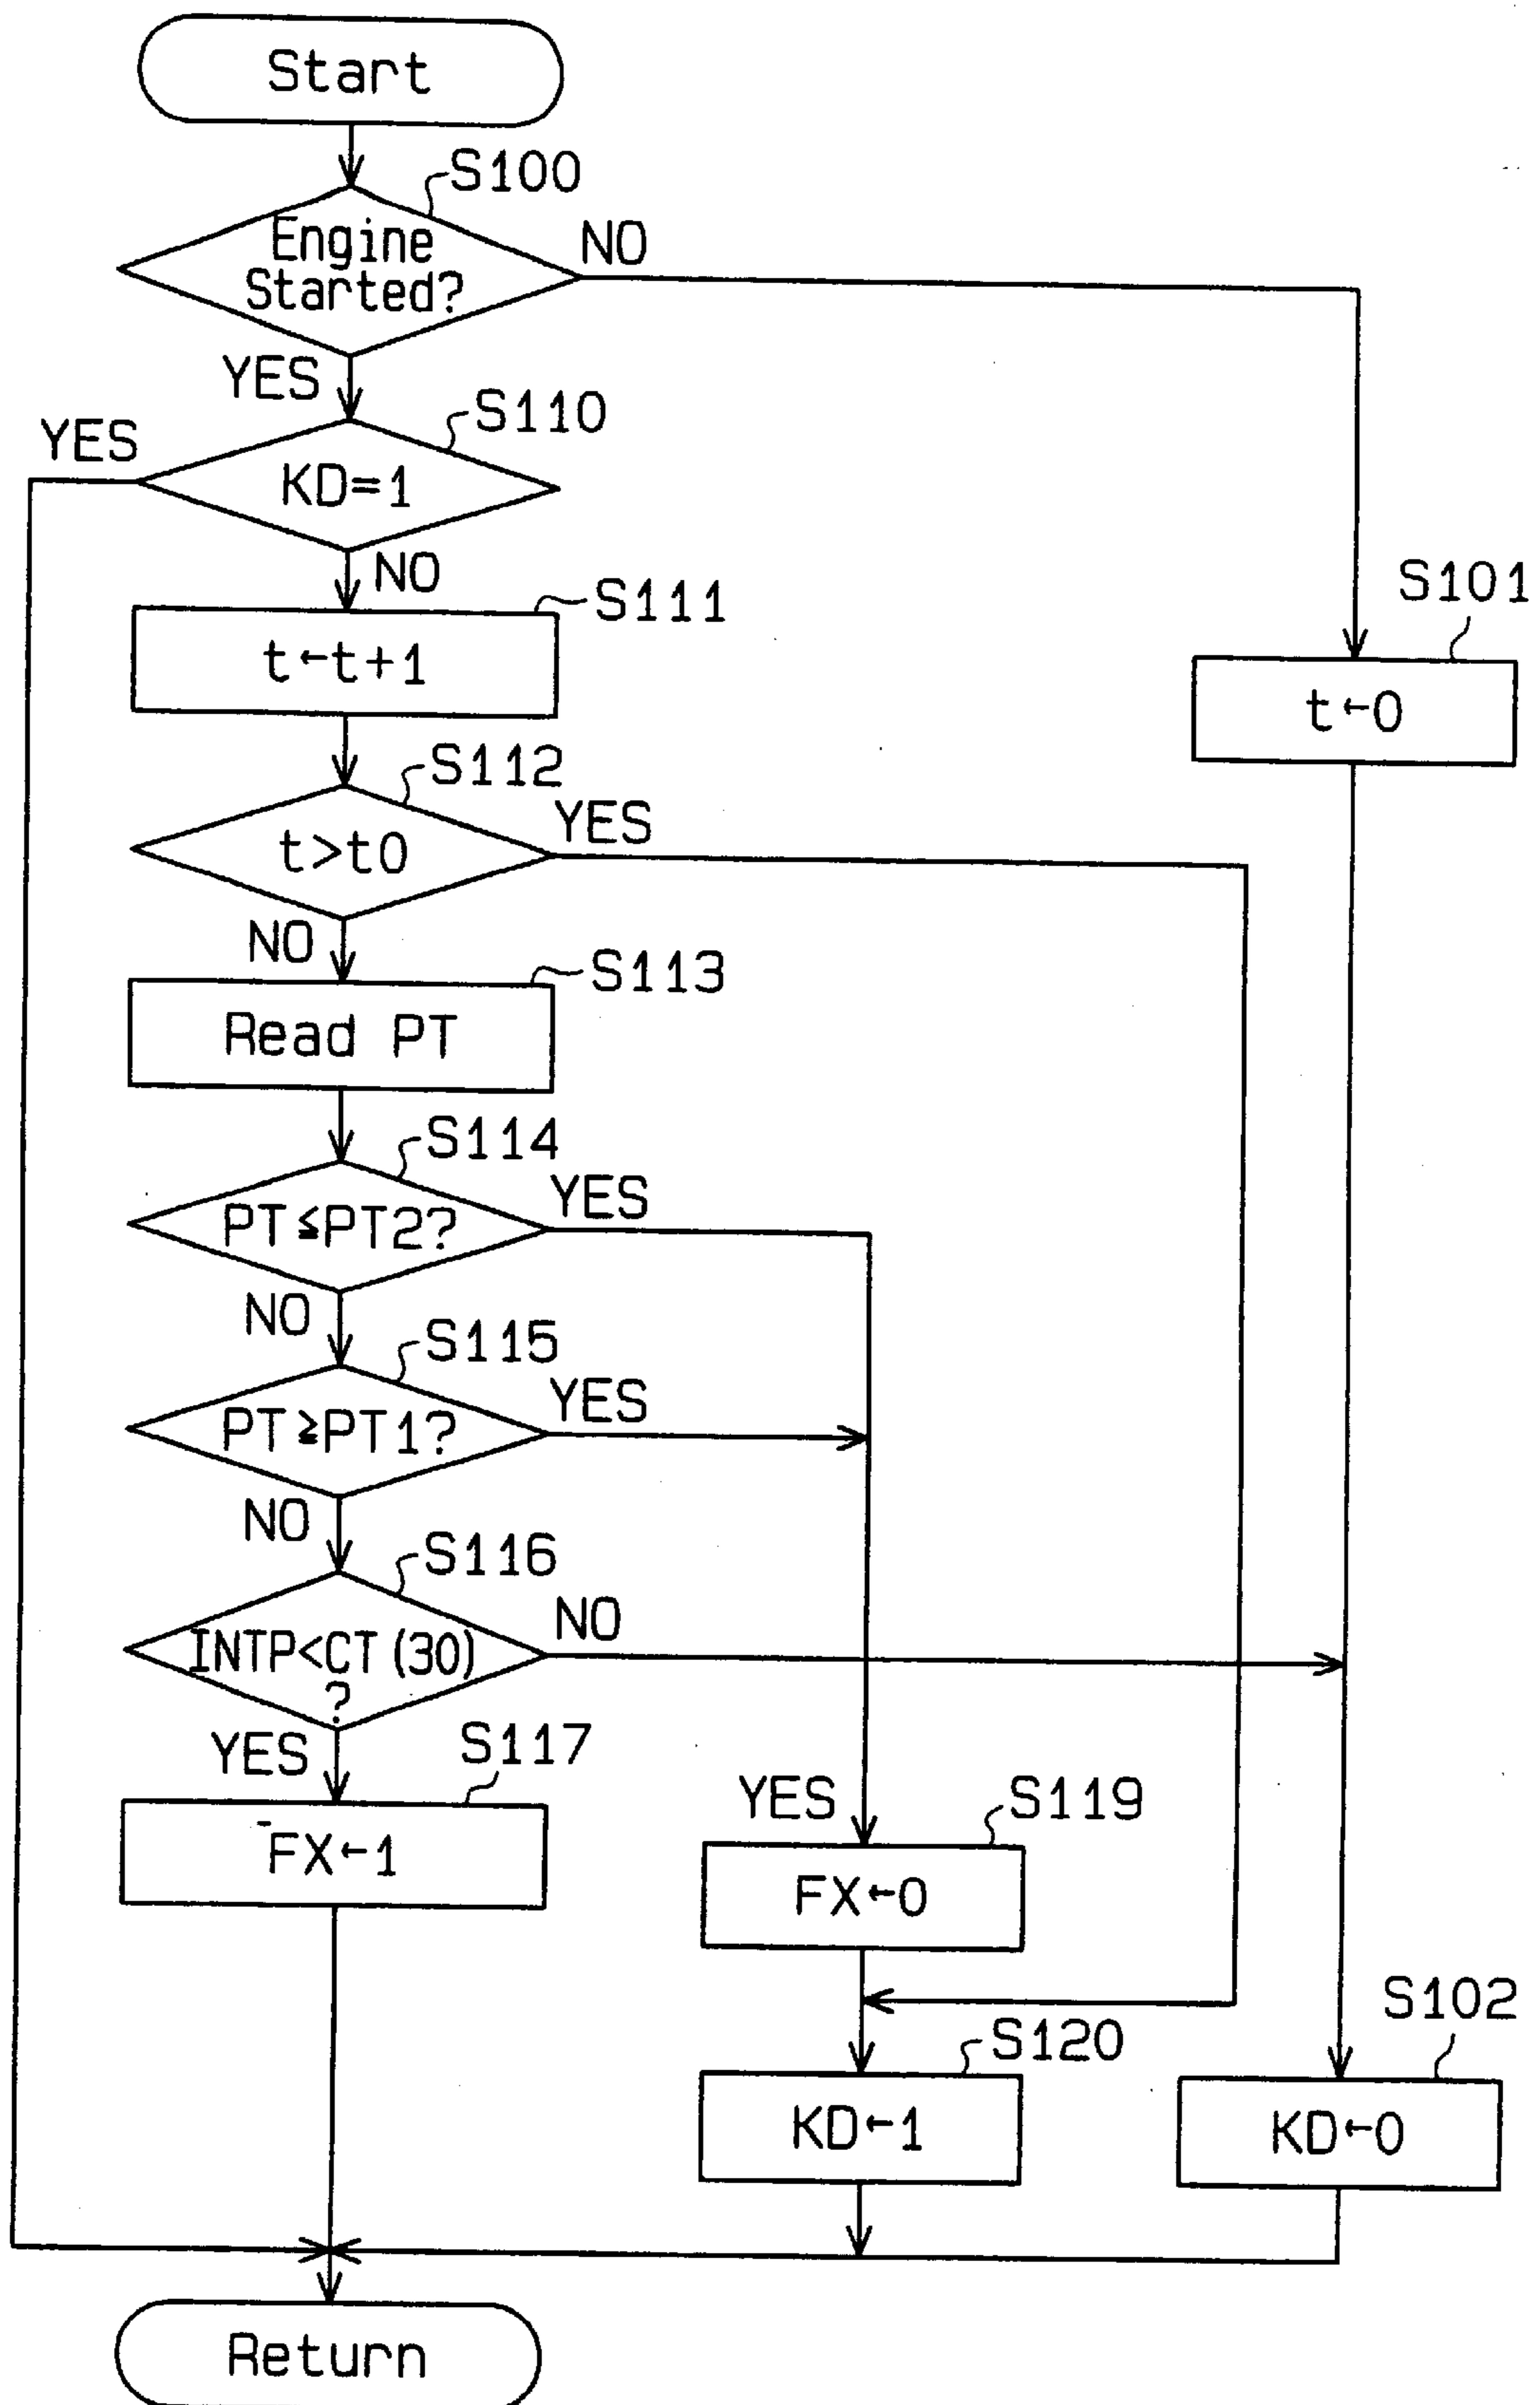 Start
S100
Engine
Started?
NO
YES
S110
YES
KD=1
NO
S111
t←t+1
S101
t←0
S112
t>t0
YES
NO
S113
Read PT
S114
PT≦PT2?
YES
NO
S115
PT≧PT1?
YES
NO
S116
INTP<CT(30)
?
NO
YES
S117
FX←1
YES
S119
FX←0
S120
KD←1
S102
KD←0
Return